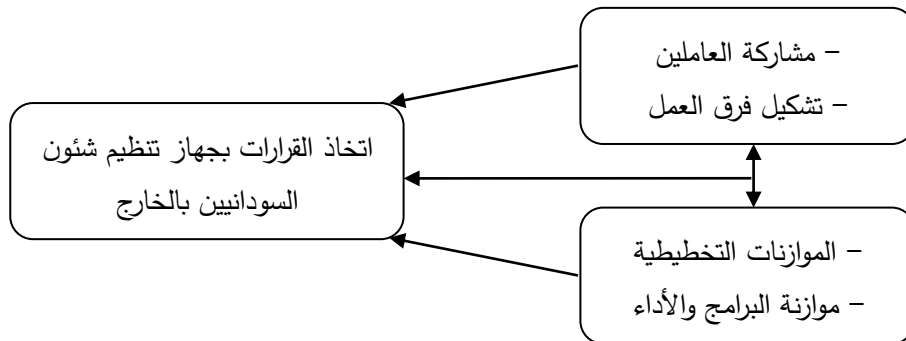 – مشاركة العاملين
– تشكيل فرق العمل
اتخاذ القرارات بجهاز تنظيم شئون
السودانيين بالخارج
– الموازنات التخطيطية
– موازنة البرامج والأداء